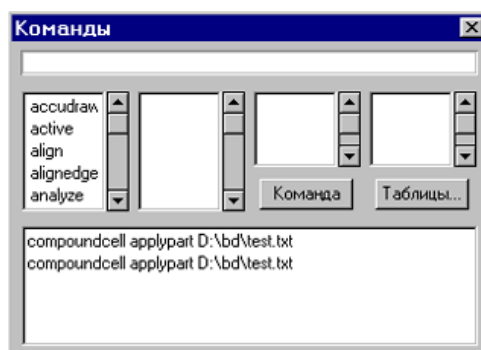 Команды
accudraw
active
align
alignedge
analyze
Команда
Таблицы...
compoundcell applypart D:\bd\test.txt
compoundcell applypart D:\bd\test.txt